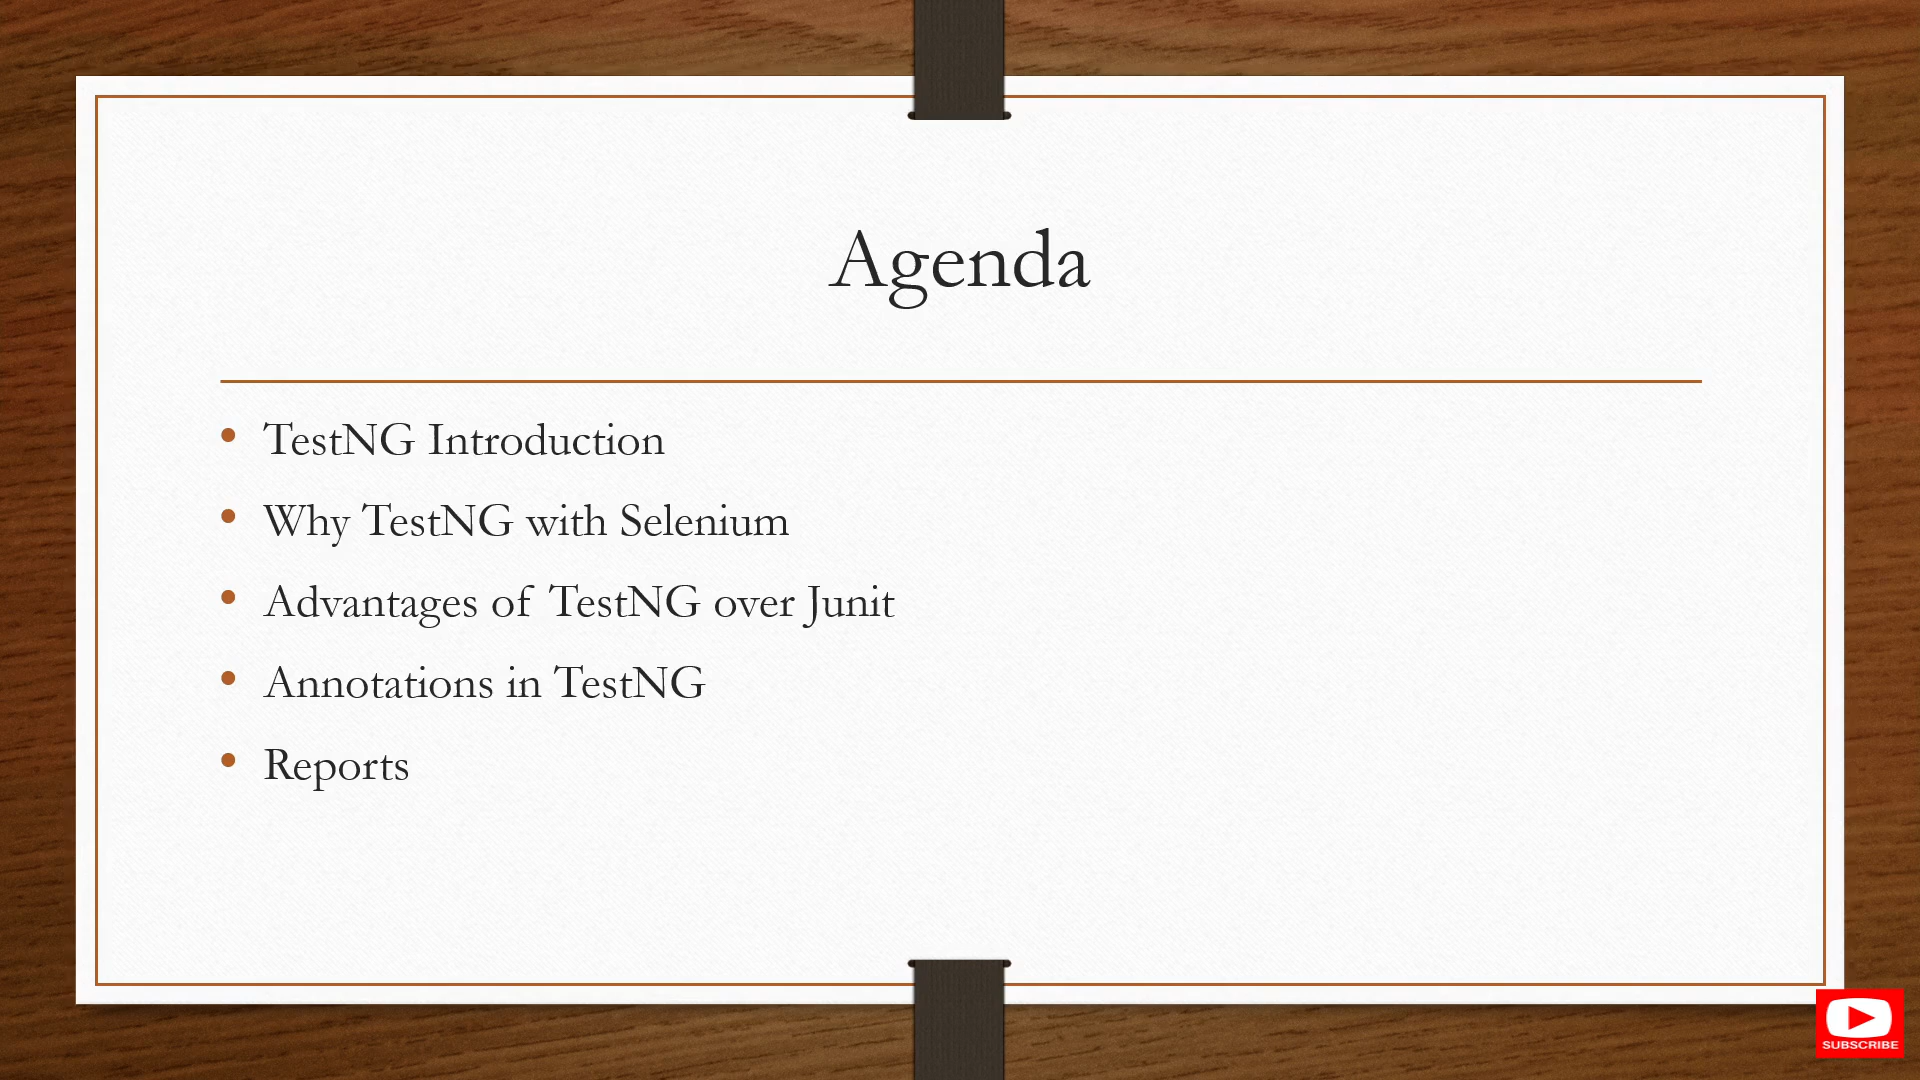 Agenda
• TestNG Introduction
• Why TestNG with Selenium
• Advantages of TestNG over Junit
• Annotations in TestNG
• Reports
SUBSCRIBE